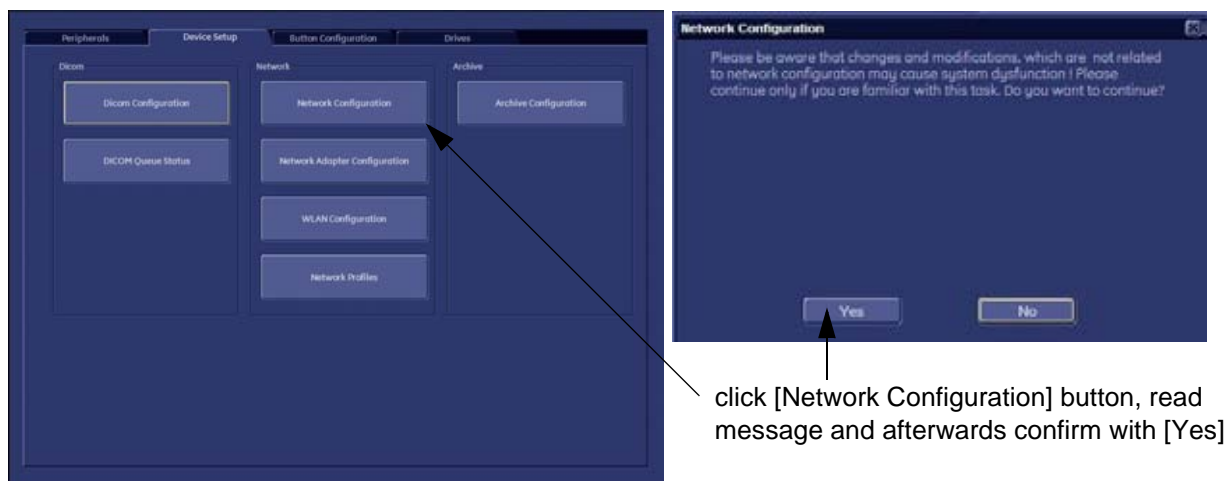 Peripherals
Device Setup
Button Configuration
Drives
Dicom
Network
Archive
Dicom Configuration
Network Configuration
Archive Configuration
DICOM Queue Status
Network Adapter Configuration
WLAN Configuration
Network Profiles
Network Configuration
Please be aware that changes and modifications, which are not related
to network configuration may cause system dysfunction ! Please
continue only if you are familiar with this task. Do you want to continue?
Yes
No
click [Network Configuration] button, read
message and afterwards confirm with [Yes]